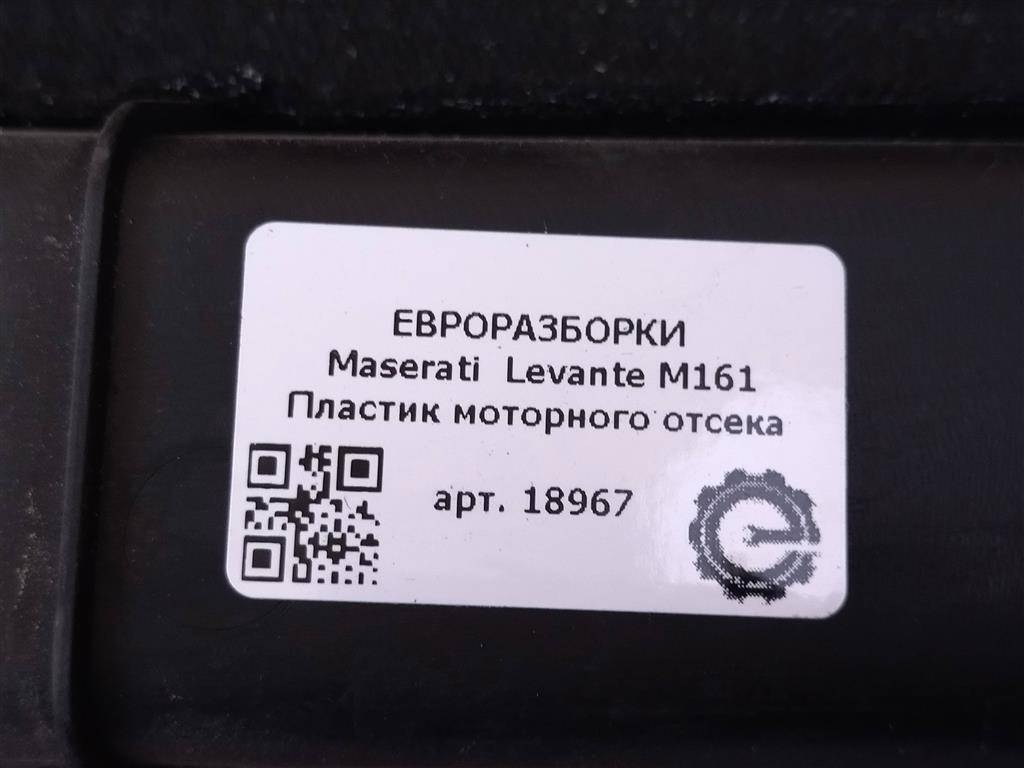 ЕВРОРАЗБОРКИ
Maserati Levante M161
Пластик моторного отсека
арт. 18967